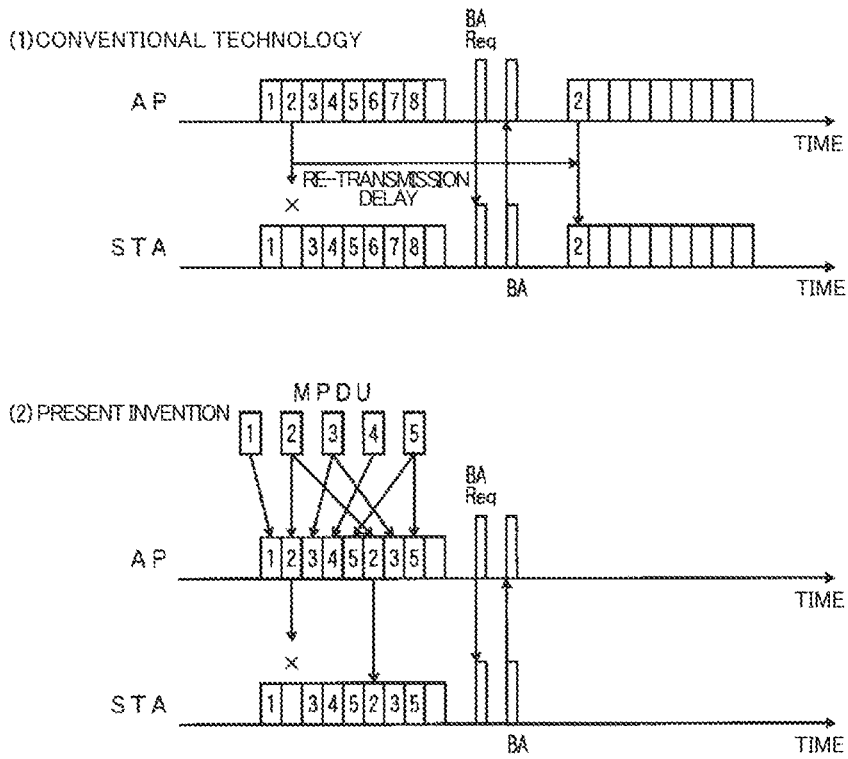 (1)CONVENTIONAL TECHNOLOGY
BA
Req
AP
1 2 3 4 5 6 7 8
2
TIME
RE-TRANSMISSION
DELAY
×
STA
1 3 4 5 6 7 8
2
BA
TIME
(2) PRESENT INVENTION
MPDU
1 2 3 4 5
BA
Req
AP
1 2 3 4 5 2 3 5
TIME
×
STA
1 3 4 5 2 3 5
BA
TIME